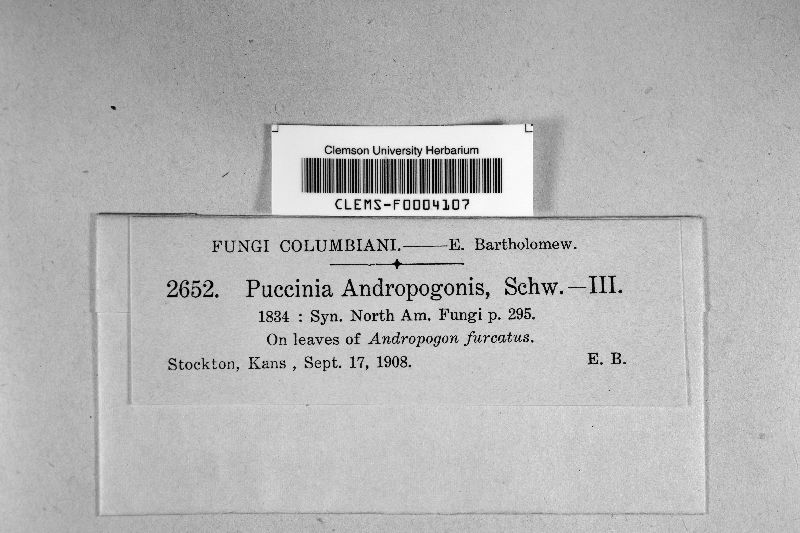 Clemson University Herbarium
CLEMS-F0004107
FUNGI COLUMBIANI.——E. Bartholomew.
2652. Puccinia Andropogonis, Schw.—III.
1834 : Syn. North Am. Fungi p. 295.
On leaves of Andropogon furcatus.
Stockton, Kans , Sept. 17, 1908. E. B.